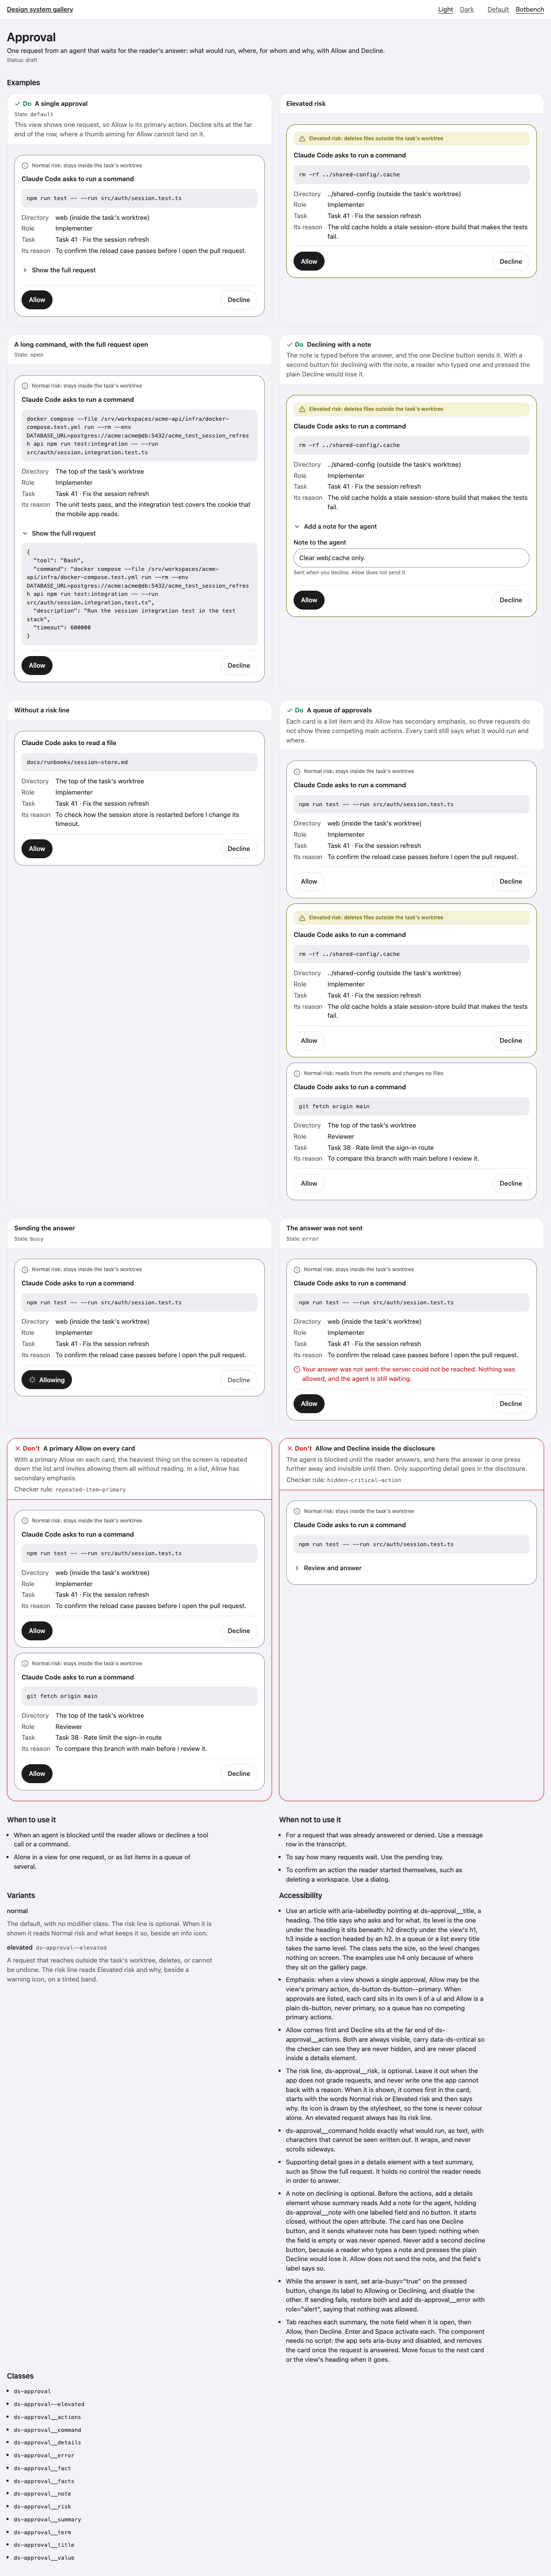 Design system gallery
Light Dark Default Botbench
Approval
One request from an agent that waits for the reader's answer: what would run, where, for whom and why, with Allow and Decline.
Status: draft
Examples
Do A single approval
State: default
This view shows one request, so Allow is its primary action. Decline sits at the far
end of the row, where a thumb aiming for Allow cannot land on it.
Normal risk: stays inside the task's worktree
Claude Code asks to run a command
npm run test -- --run src/auth/session.test.ts
Directory web (inside the task's worktree)
Role Implementer
Task Task 41 · Fix the session refresh
Its reason To confirm the reload case passes before I open the pull request.
Show the full request
Allow Decline
Elevated risk
Elevated risk: deletes files outside the task's worktree
Claude Code asks to run a command
rm -rf ../shared-config/.cache
Directory ../shared-config (outside the task's worktree)
Role Implementer
Task Task 41 · Fix the session refresh
Its reason The old cache holds a stale session-store build that makes the tests
fail.
Allow Decline
A long command, with the full request open
State: open
Normal risk: stays inside the task's worktree
Claude Code asks to run a command
docker compose --file /srv/workspaces/acme-api/infra/docker-
compose.test.yml run --rm --env
DATABASE_URL=postgres://acme:acme@db:5432/acme_test_session_refres
h api npm run test:integration -- --run
src/auth/session.integration.test.ts
Directory The top of the task's worktree
Role Implementer
Task Task 41 · Fix the session refresh
Its reason The unit tests pass, and the integration test covers the cookie that
the mobile app reads.
Show the full request
{
"tool": "Bash",
"command": "docker compose --file /srv/workspaces/acme-
api/infra/docker-compose.test.yml run --rm --env
DATABASE_URL=postgres://acme:acme@db:5432/acme_test_session_refres
h api npm run test:integration -- --run
src/auth/session.integration.test.ts",
"description": "Run the session integration test in the test
stack",
"timeout": 600000
}
Allow Decline
Do Declining with a note
The note is typed before the answer, and the one Decline button sends it. With a
second button for declining with the note, a reader who typed one and pressed the
plain Decline would lose it.
Elevated risk: deletes files outside the task's worktree
Claude Code asks to run a command
rm -rf ../shared-config/.cache
Directory ../shared-config (outside the task's worktree)
Role Implementer
Task Task 41 · Fix the session refresh
Its reason The old cache holds a stale session-store build that makes the tests
fail.
Add a note for the agent
Note to the agent
Clear web/.cache only.
Sent when you decline. Allow does not send it.
Allow Decline
Without a risk line
Claude Code asks to read a file
docs/runbooks/session-store.md
Directory The top of the task's worktree
Role Implementer
Task Task 41 · Fix the session refresh
Its reason To check how the session store is restarted before I change its
timeout.
Allow Decline
Do A queue of approvals
Each card is a list item and its Allow has secondary emphasis, so three requests do
not show three competing main actions. Every card still says what it would run and
where.
Normal risk: stays inside the task's worktree
Claude Code asks to run a command
npm run test -- --run src/auth/session.test.ts
Directory web (inside the task's worktree)
Role Implementer
Task Task 41 · Fix the session refresh
Its reason To confirm the reload case passes before I open the pull request.
Allow Decline
Elevated risk: deletes files outside the task's worktree
Claude Code asks to run a command
rm -rf ../shared-config/.cache
Directory ../shared-config (outside the task's worktree)
Role Implementer
Task Task 41 · Fix the session refresh
Its reason The old cache holds a stale session-store build that makes the tests
fail.
Allow Decline
Normal risk: reads from the remote and changes no files
Claude Code asks to run a command
git fetch origin main
Directory The top of the task's worktree
Role Reviewer
Task Task 38 · Rate limit the sign-in route
Its reason To compare this branch with main before I review it.
Allow Decline
Sending the answer
State: busy
Normal risk: stays inside the task's worktree
Claude Code asks to run a command
npm run test -- --run src/auth/session.test.ts
Directory web (inside the task's worktree)
Role Implementer
Task Task 41 · Fix the session refresh
Its reason To confirm the reload case passes before I open the pull request.
Allowing Decline
The answer was not sent
State: error
Normal risk: stays inside the task's worktree
Claude Code asks to run a command
npm run test -- --run src/auth/session.test.ts
Directory web (inside the task's worktree)
Role Implementer
Task Task 41 · Fix the session refresh
Its reason To confirm the reload case passes before I open the pull request.
Your answer was not sent: the server could not be reached. Nothing was
allowed, and the agent is still waiting.
Allow Decline
Don't A primary Allow on every card
With a primary Allow on each card, the heaviest thing on the screen is repeated
down the list and invites allowing them all without reading. In a list, Allow has
secondary emphasis.
Checker rule: repeated-item-primary
Normal risk: stays inside the task's worktree
Claude Code asks to run a command
npm run test -- --run src/auth/session.test.ts
Directory web (inside the task's worktree)
Role Implementer
Task Task 41 · Fix the session refresh
Its reason To confirm the reload case passes before I open the pull request.
Allow Decline
Normal risk: stays inside the task's worktree
Claude Code asks to run a command
git fetch origin main
Directory The top of the task's worktree
Role Reviewer
Task Task 38 · Rate limit the sign-in route
Its reason To compare this branch with main before I review it.
Allow Decline
Don't Allow and Decline inside the disclosure
The agent is blocked until the reader answers, and here the answer is one press
further away and invisible until then. Only supporting detail goes in the disclosure.
Checker rule: hidden-critical-action
Normal risk: stays inside the task's worktree
Claude Code asks to run a command
npm run test -- --run src/auth/session.test.ts
Review and answer
When to use it
When an agent is blocked until the reader allows or declines a tool
call or a command.
Alone in a view for one request, or as list items in a queue of
several.
When not to use it
For a request that was already answered or denied. Use a message
row in the transcript.
To say how many requests wait. Use the pending tray.
To confirm an action the reader started themselves, such as
deleting a workspace. Use a dialog.
Variants
normal
The default, with no modifier class. The risk line is optional. When it is
shown it reads Normal risk and what keeps it so, beside an info icon.
elevated ds-approval--elevated
A request that reaches outside the task's worktree, deletes, or cannot
be undone. The risk line reads Elevated risk and why, beside a
warning icon, on a tinted band.
Accessibility
Use an article with aria-labelledby pointing at ds-approval__title, a
heading. The title says who asks and for what. Its level is the one
under the heading it sits beneath: h2 directly under the view's h1,
h3 inside a section headed by an h2. In a queue or a list every
title takes the same level. The class sets the size, so the level changes
nothing on screen. The examples use h4 only because of where
they sit on the gallery page.
Emphasis: when a view shows a single approval, Allow may be the
view's primary action, ds-button ds-button--primary. When
approvals are listed, each card sits in its own li of a ul and Allow is a
plain ds-button, never primary, so a queue has no competing
primary actions.
Allow comes first and Decline sits at the far end of ds-
approval__actions. Both are always visible, carry data-ds-critical so
the checker can see they are never hidden, and are never placed
inside a details element.
The risk line, ds-approval__risk, is optional. Leave it out when the
app does not grade requests, and never write one the app cannot
back with a reason. When it is shown, it comes first in the card,
starts with the words Normal risk or Elevated risk and then says
why. Its icon is drawn by the stylesheet, so the tone is never colour
alone. An elevated request always has its risk line.
ds-approval__command holds exactly what would run, as text, with
characters that cannot be seen written out. It wraps, and never
scrolls sideways.
Supporting detail goes in a details element with a text summary,
such as Show the full request. It holds no control the reader needs
in order to answer.
A note on declining is optional. Before the actions, add a details
element whose summary reads Add a note for the agent, holding
ds-approval__note with one labelled field and no button. It starts
closed, without the open attribute. The card has one Decline
button, and it sends whatever note has been typed: nothing when
the field is empty or was never opened. Never add a second decline
button, because a reader who types a note and presses the plain
Decline would lose it. Allow does not send the note, and the field's
label says so.
While the answer is sent, set aria-busy="true" on the pressed
button, change its label to Allowing or Declining, and disable the
other. If sending fails, restore both and add ds-approval__error with
role="alert", saying that nothing was allowed.
Tab reaches each summary, the note field when it is open, then
Allow, then Decline. Enter and Space activate each. The component
needs no script: the app sets aria-busy and disabled, and removes
the card once the request is answered. Move focus to the next card
or the view's heading when it goes.
Classes
ds-approval
ds-approval--elevated
ds-approval__actions
ds-approval__command
ds-approval__details
ds-approval__error
ds-approval__fact
ds-approval__facts
ds-approval__note
ds-approval__risk
ds-approval__summary
ds-approval__term
ds-approval__title
ds-approval__value